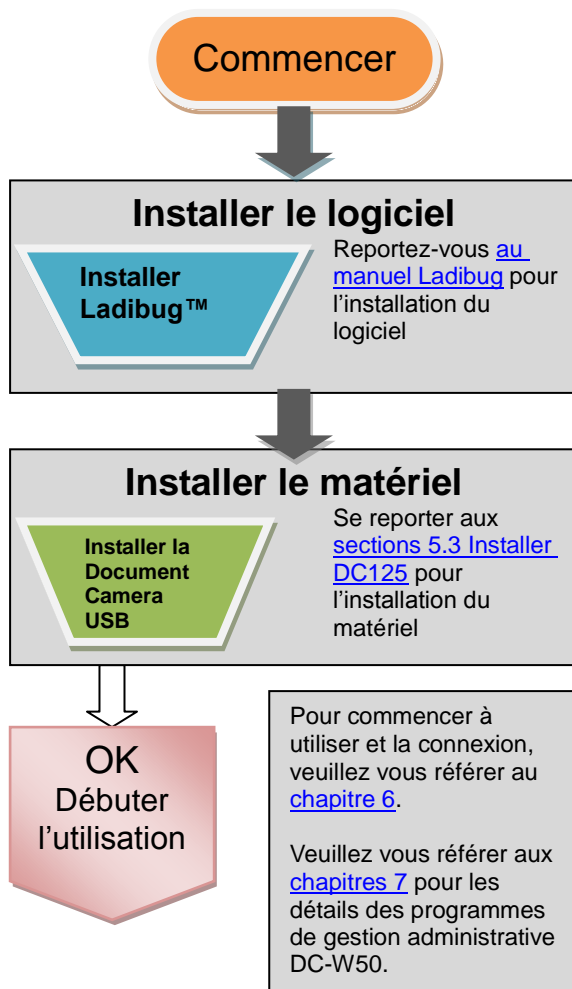 Commencer
Installer le logiciel
Installer
Ladibug™
Reportez-vous au
manuel Ladibug pour
l’installation du
logiciel
Installer le matériel
Installer la
Document
Camera
USB
Se reporter aux
sections 5.3 Installer
DC125 pour
l’installation du
matériel
OK
Débuter
l’utilisation
Pour commencer à
utiliser et la connexion,
veuillez vous référer au
chapitre 6.
Veuillez vous référer aux
chapitres 7 pour les
détails des programmes
de gestion administrative
DC-W50.